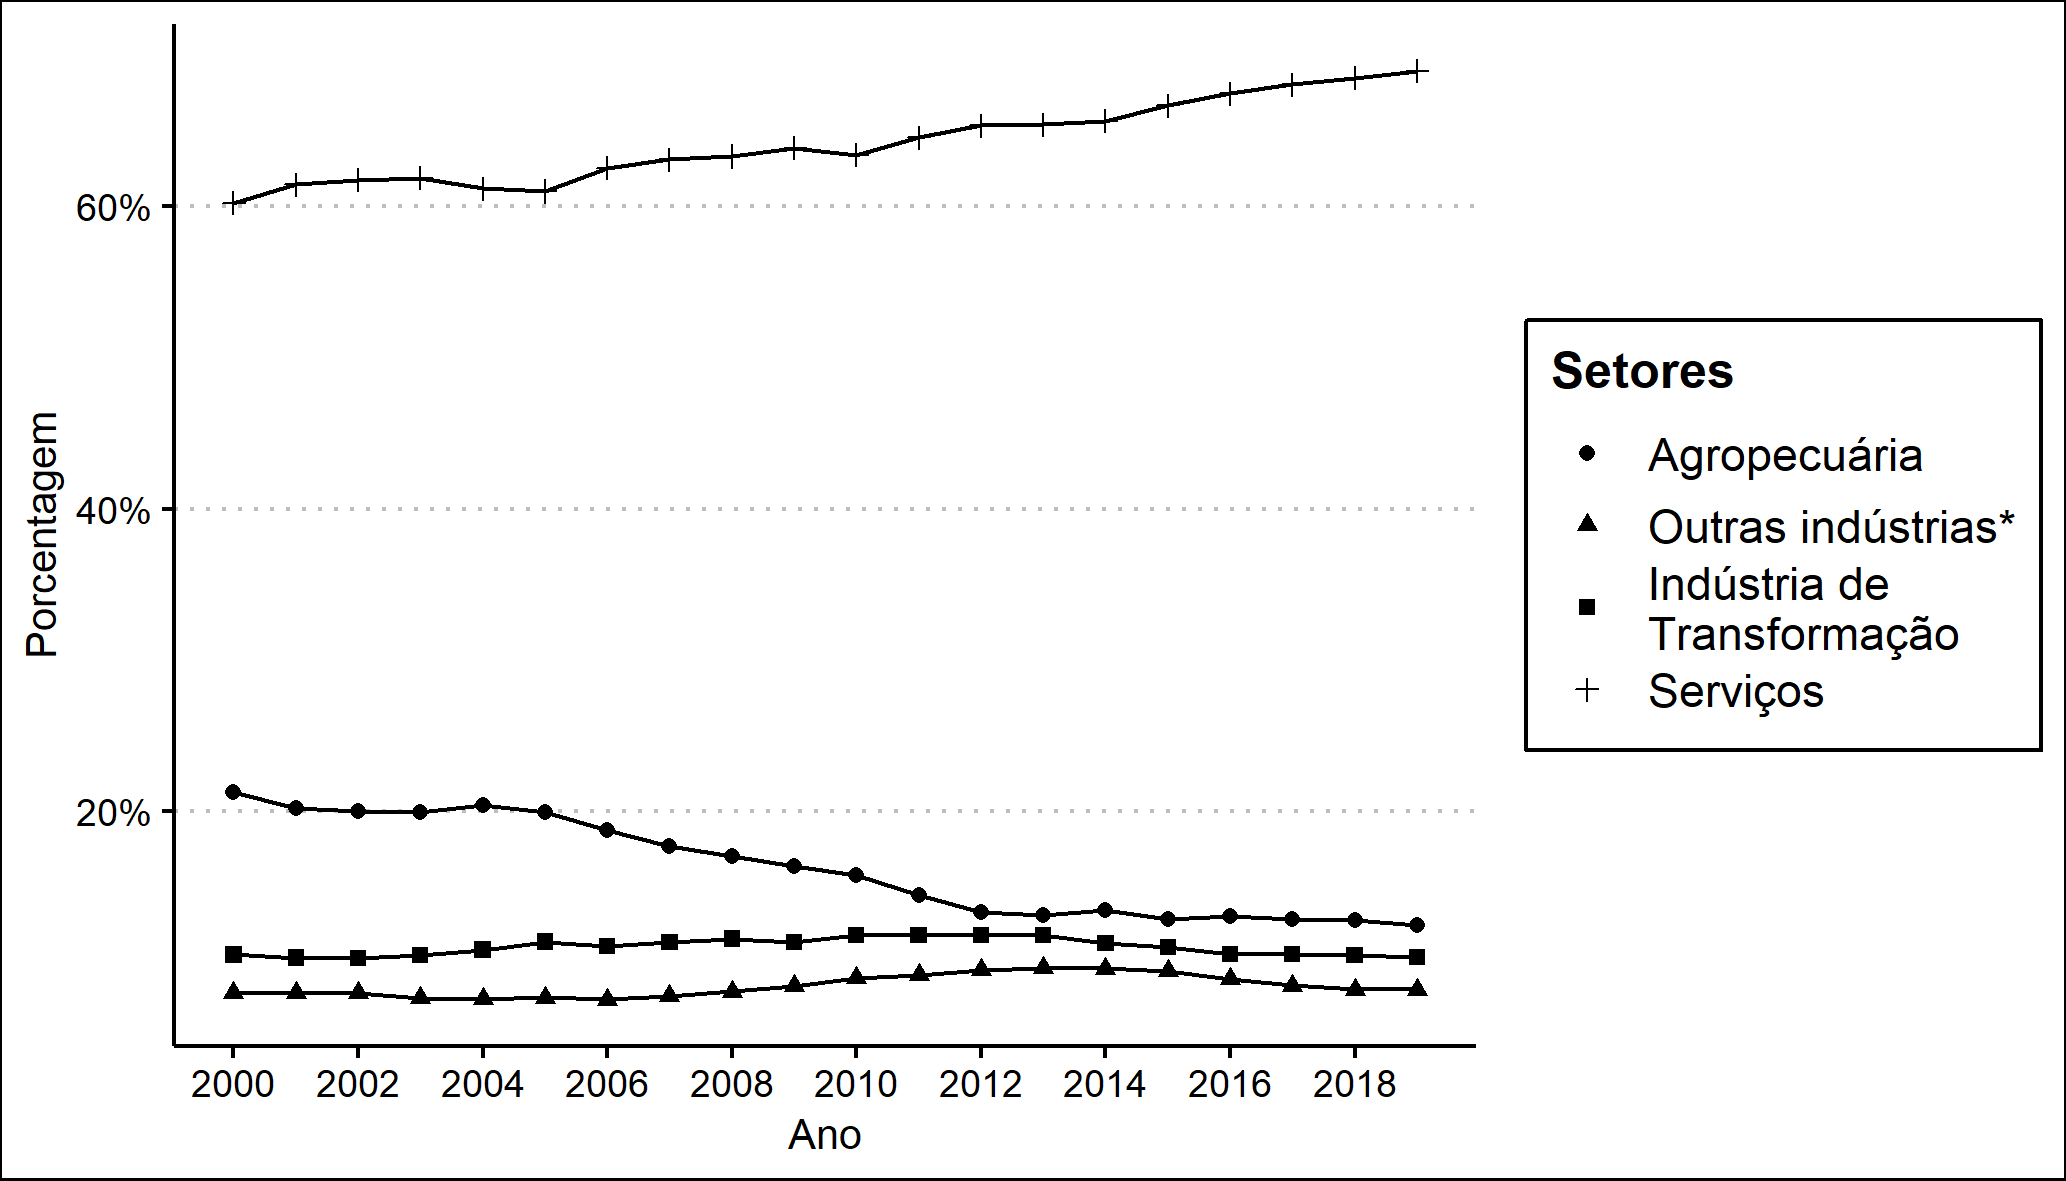 Porcentagem
60%
40%
20%
2000 2002 2004 2006 2008 2010 2012 2014 2016 2018
Ano
Setores
Agropecuária
Outras indústrias*
Indústria de
Transformação
Serviços